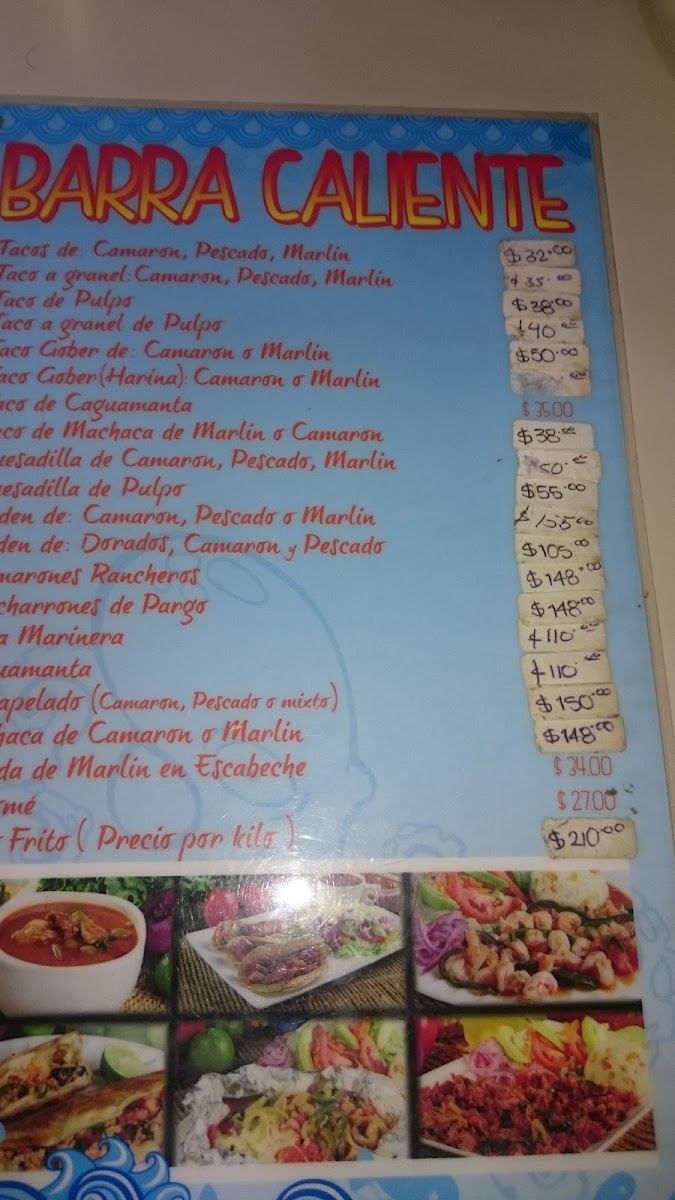 BARRA CALIENTE
Tacos de: Camaron, Pescado, Marlin $32.00
Taco a granel: Camaron, Pescado, Marlin $35.00
Taco de Pulpo $38.00
Taco a granel de Pulpo $40.00
Taco Gober de: Camaron o Marlin $50.00
Taco Gober(Harina): Camaron o Marlin
aco de Caguamanta $ 35.00
aco de Machaca de Marlin o Camaron $38.00
uesadilla de Camaron, Pescado, Marlin 50.00
uesadilla de Pulpo $55.00
den de: Camaron, Pescado o Marlin
den de: Dorados, Camaron y Pescado $105.00
marones Rancheros $148.00
charrones de Pargo $148.00
a Marinera $110.00
uamanta $110.00
apelado (Camaron, Pescado o mixto) $150.00
haca de Camaron o Marlin $148.00
da de Marlin en Escabeche $ 34.00
mé $ 27.00
Frito ( Precio por kilo ) $210.00